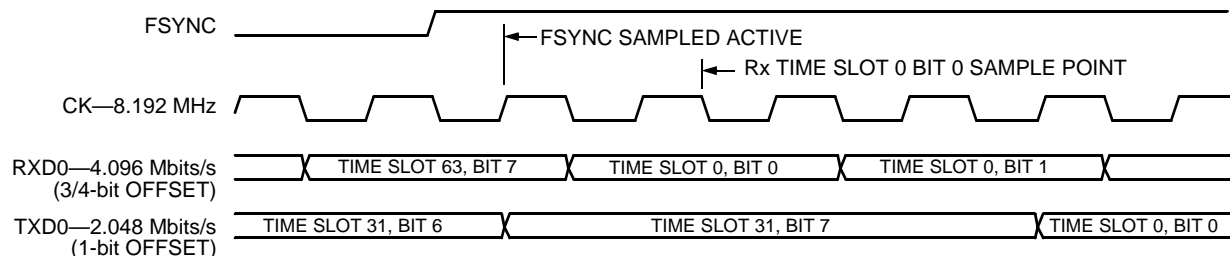 FSYNC
FSYNC SAMPLED ACTIVE
Rx TIME SLOT 0 BIT 0 SAMPLE POINT
CK—8.192 MHz
RXD0—4.096 Mbits/s
(3/4-bit OFFSET)
TIME SLOT 63, BIT 7
TIME SLOT 0, BIT 0
TIME SLOT 0, BIT 1
TXD0—2.048 Mbits/s
(1-bit OFFSET)
TIME SLOT 31, BIT 6
TIME SLOT 31, BIT 7
TIME SLOT 0, BIT 0